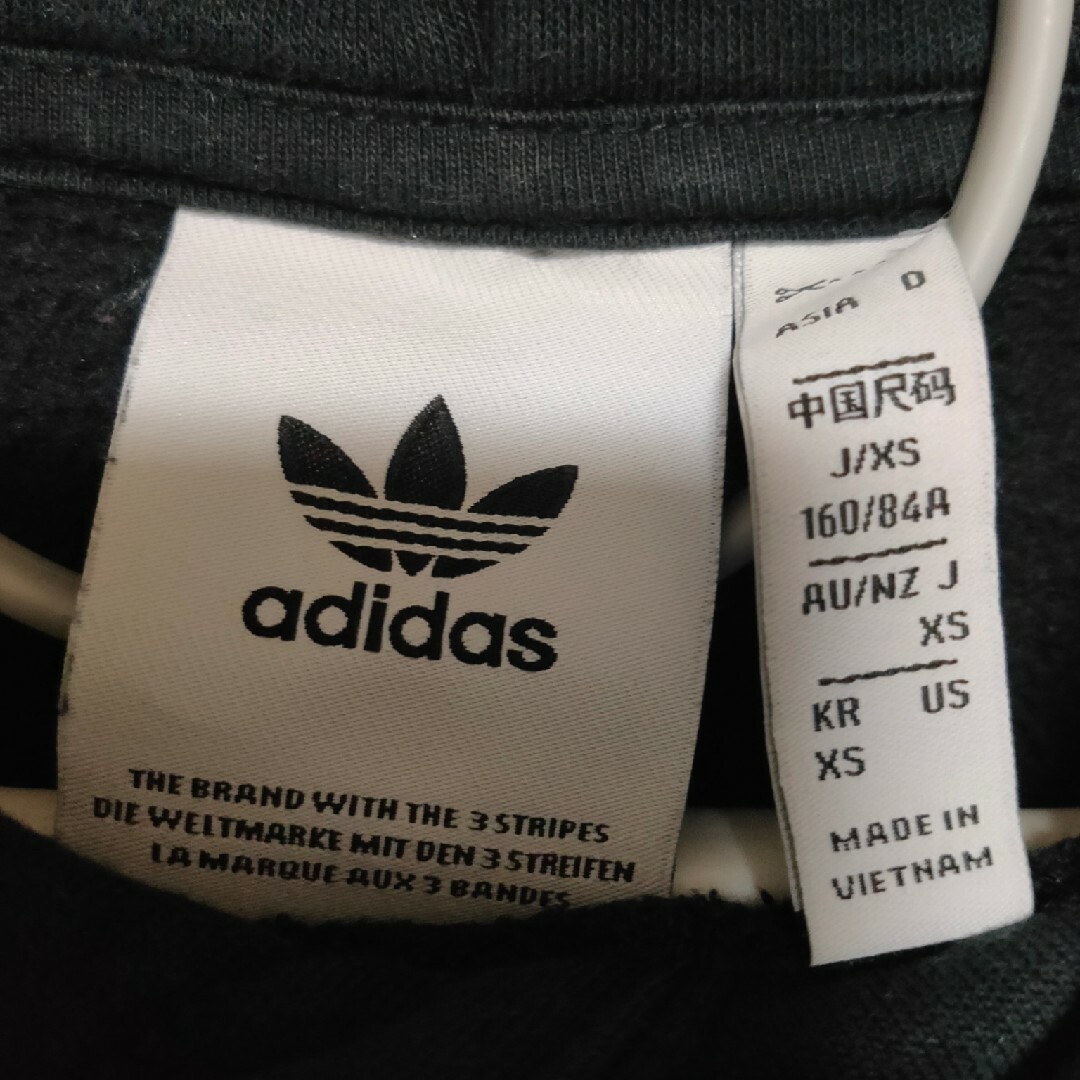 adidas
THE BRAND WITH THE 3 STRIPES
DIE WELTMARKE MIT DEN 3 STREIFEN
LA MARQUE AUX 3 BANDES
ASIA D
中国尺码
J/XS
160/84A
AU/NZ J
XS
KR US
XS
MADE IN
VIETNAM